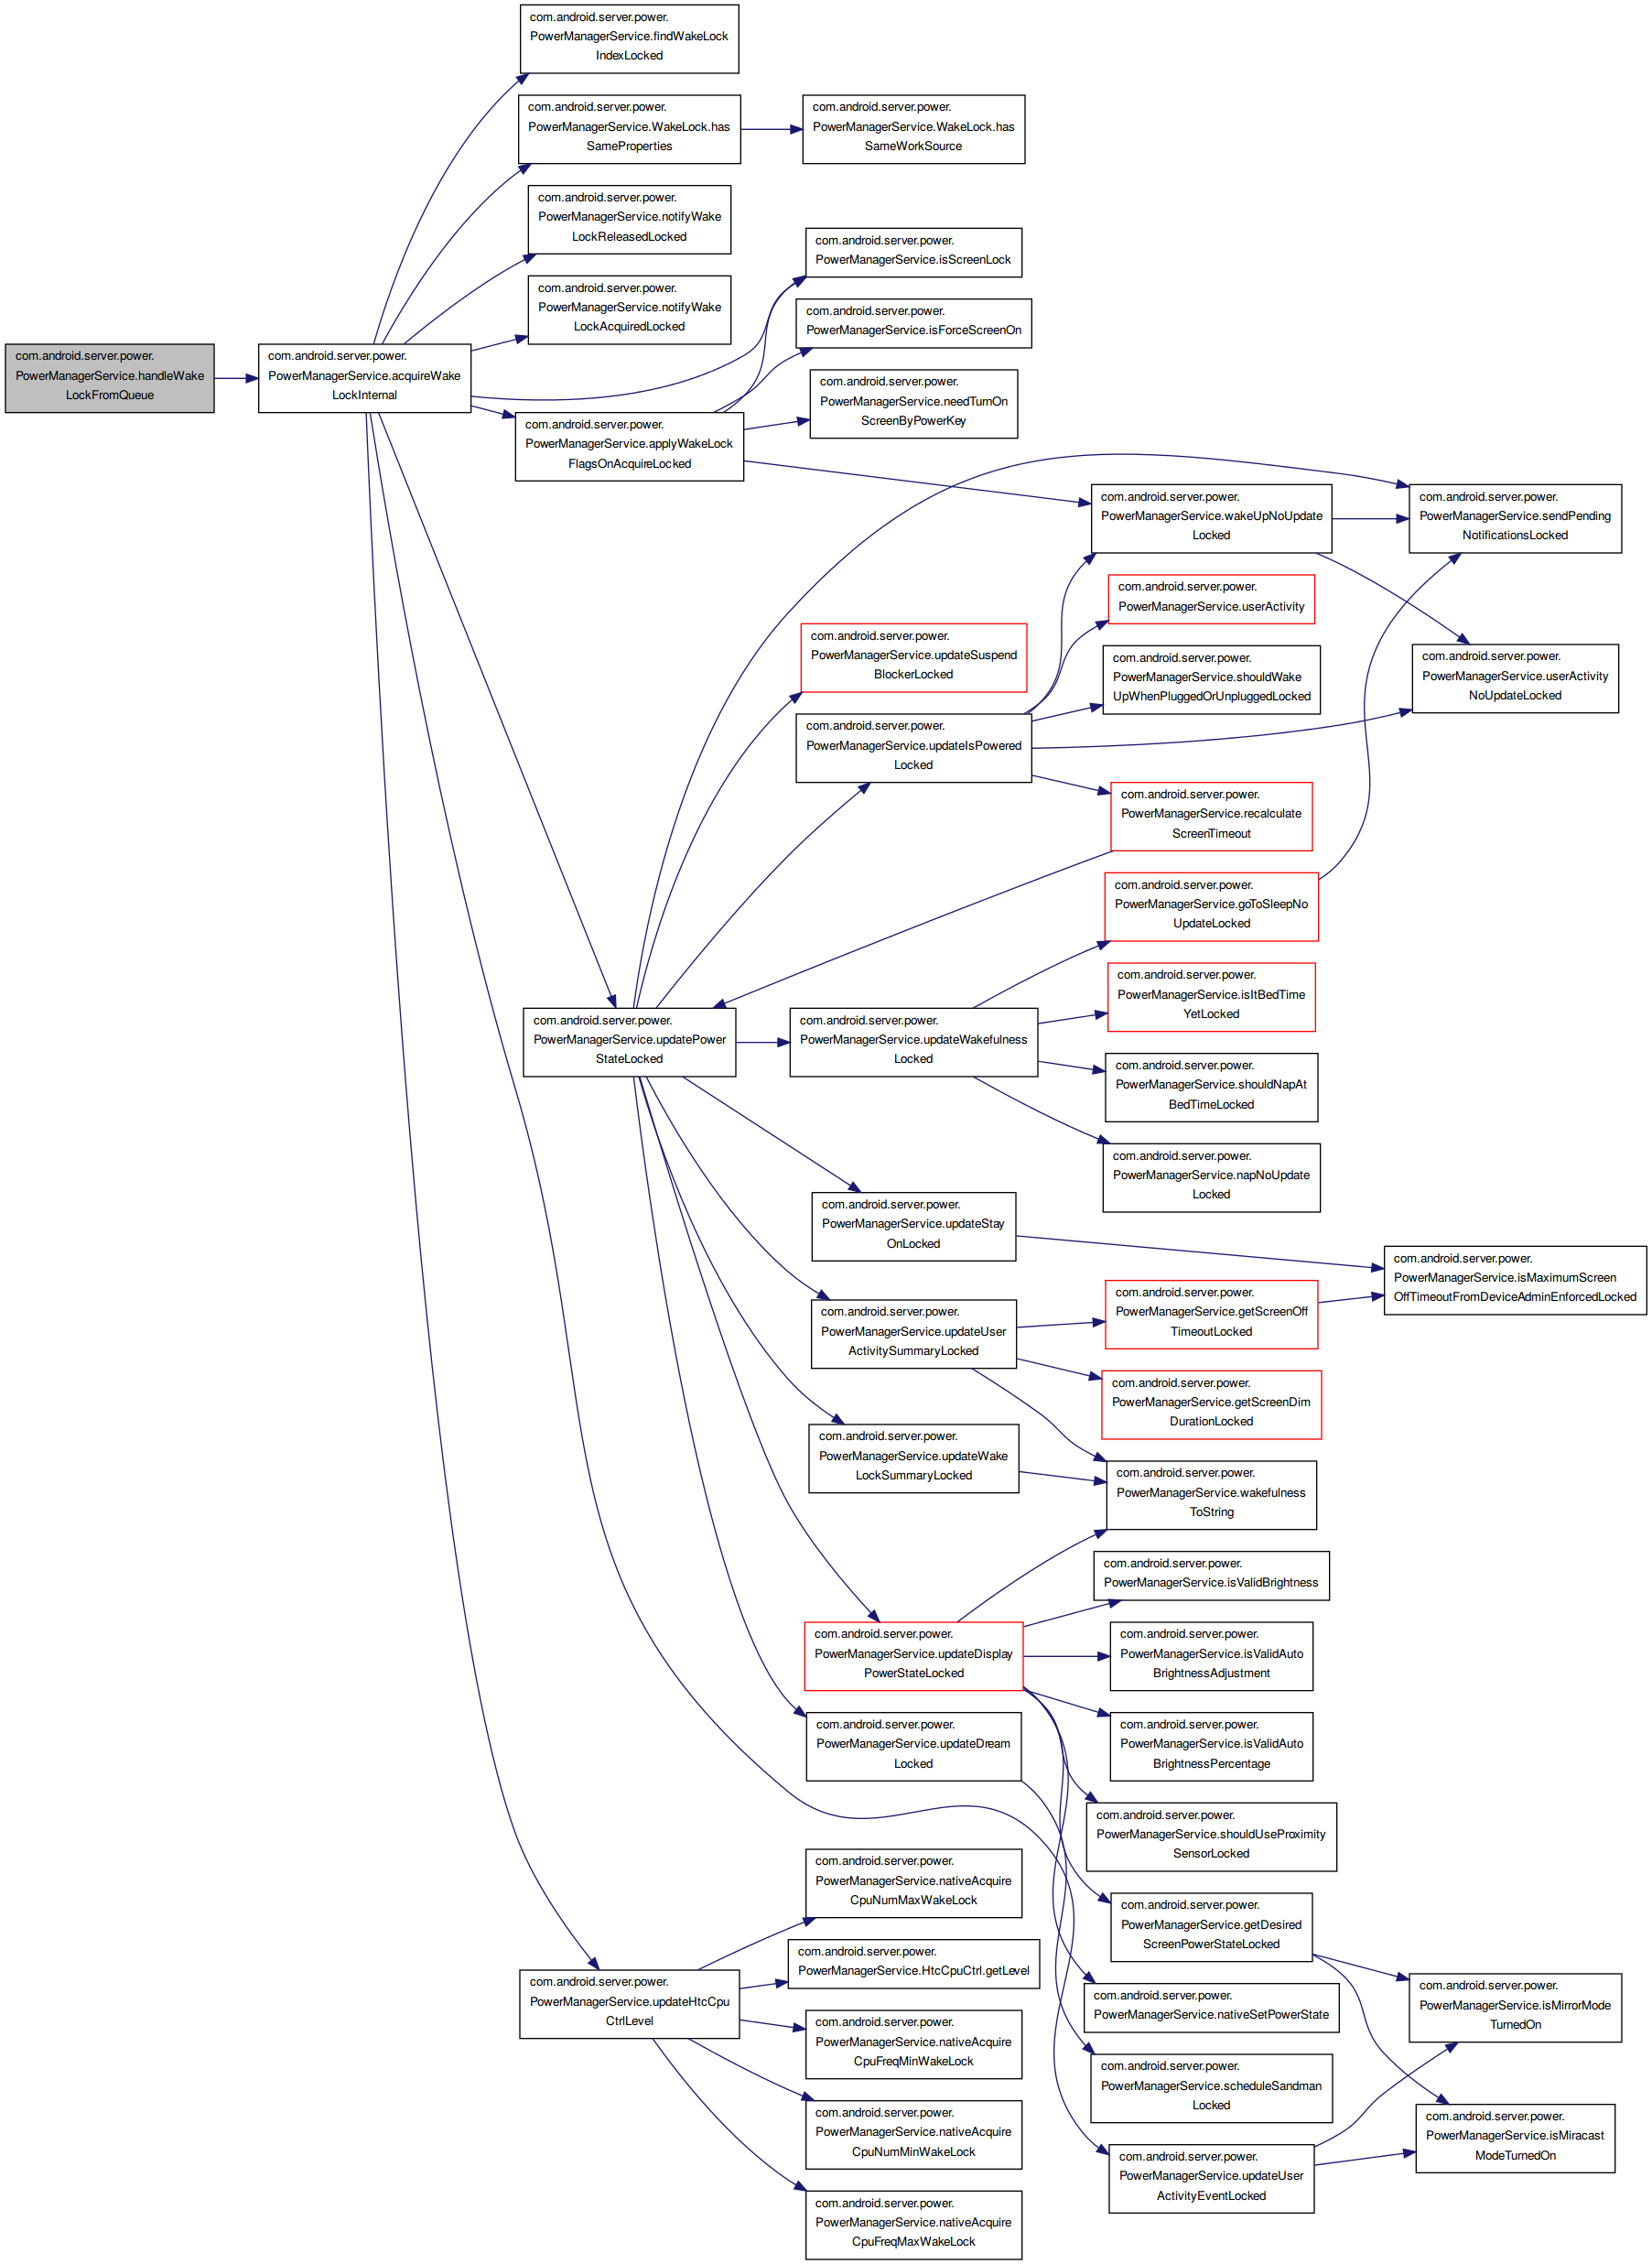 com.android.server.power.
PowerManagerService.findWakeLock
IndexLocked
com.android.server.power.
PowerManagerService.WakeLock.has
SameProperties
com.android.server.power.
PowerManagerService.WakeLock.has
SameWorkSource
com.android.server.power.
PowerManagerService.notifyWake
LockReleasedLocked
com.android.server.power.
PowerManagerService.isScreenLock
com.android.server.power.
PowerManagerService.notifyWake
LockAcquiredLocked
com.android.server.power.
PowerManagerService.isForceScreenOn
com.android.server.power.
PowerManagerService.handleWake
LockFromQueue
com.android.server.power.
PowerManagerService.acquireWake
LockInternal
com.android.server.power.
PowerManagerService.needTurnOn
ScreenByPowerKey
com.android.server.power.
PowerManagerService.applyWakeLock
FlagsOnAcquireLocked
com.android.server.power.
PowerManagerService.wakeUpNoUpdate
Locked
com.android.server.power.
PowerManagerService.sendPending
NotificationsLocked
com.android.server.power.
PowerManagerService.userActivity
com.android.server.power.
PowerManagerService.updateSuspend
BlockerLocked
com.android.server.power.
PowerManagerService.shouldWake
UpWhenPluggedOrUnpluggedLocked
com.android.server.power.
PowerManagerService.userActivity
NoUpdateLocked
com.android.server.power.
PowerManagerService.updateIsPowered
Locked
com.android.server.power.
PowerManagerService.recalculate
ScreenTimeout
com.android.server.power.
PowerManagerService.goToSleepNo
UpdateLocked
com.android.server.power.
PowerManagerService.isItBedTime
YetLocked
com.android.server.power.
PowerManagerService.updatePower
StateLocked
com.android.server.power.
PowerManagerService.updateWakefulness
Locked
com.android.server.power.
PowerManagerService.shouldNapAt
BedTimeLocked
com.android.server.power.
PowerManagerService.napNoUpdate
Locked
com.android.server.power.
PowerManagerService.updateStay
OnLocked
com.android.server.power.
PowerManagerService.isMaximumScreen
OffTimeoutFromDeviceAdminEnforcedLocked
com.android.server.power.
PowerManagerService.getScreenOff
TimeoutLocked
com.android.server.power.
PowerManagerService.updateUser
ActivitySummaryLocked
com.android.server.power.
PowerManagerService.getScreenDim
DurationLocked
com.android.server.power.
PowerManagerService.updateWake
LockSummaryLocked
com.android.server.power.
PowerManagerService.wakefulness
ToString
com.android.server.power.
PowerManagerService.isValidBrightness
com.android.server.power.
PowerManagerService.updateDisplay
PowerStateLocked
com.android.server.power.
PowerManagerService.isValidAuto
BrightnessAdjustment
com.android.server.power.
PowerManagerService.updateDream
Locked
com.android.server.power.
PowerManagerService.isValidAuto
BrightnessPercentage
com.android.server.power.
PowerManagerService.shouldUseProximity
SensorLocked
com.android.server.power.
PowerManagerService.nativeAcquire
CpuNumMaxWakeLock
com.android.server.power.
PowerManagerService.getDesired
ScreenPowerStateLocked
com.android.server.power.
PowerManagerService.HtcCpuCtrl.getLevel
com.android.server.power.
PowerManagerService.updateHtcCpu
CtrlLevel
com.android.server.power.
PowerManagerService.nativeSetPowerState
com.android.server.power.
PowerManagerService.isMirrorMode
TurnedOn
com.android.server.power.
PowerManagerService.nativeAcquire
CpuFreqMinWakeLock
com.android.server.power.
PowerManagerService.scheduleSandman
Locked
com.android.server.power.
PowerManagerService.nativeAcquire
CpuNumMinWakeLock
com.android.server.power.
PowerManagerService.isMiracast
ModeTurnedOn
com.android.server.power.
PowerManagerService.updateUser
ActivityEventLocked
com.android.server.power.
PowerManagerService.nativeAcquire
CpuFreqMaxWakeLock